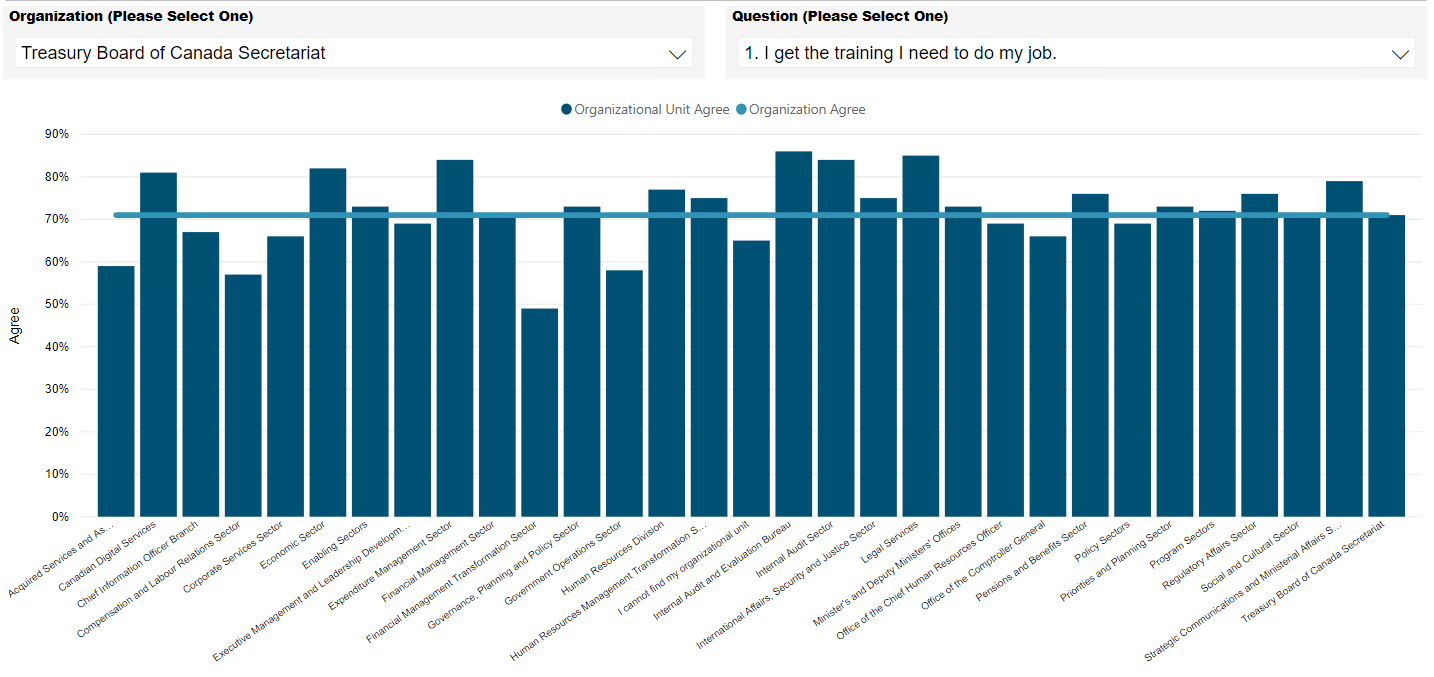 Organization (Please Select One)
Question (Please Select One)
Treasury Board of Canada Secretariat
1. I get the training I need to do my job.
Organizational Unit Agree
Organization Agree
90%
80%
70%
60%
50%
40%
30%
20%
10%
0%
Agree
Acquired Services and As...
Canadian Digital Services
Chief Information Officer Branch
Compensation and Labour Relations Sector
Corporate Services Sector
Economic Sector
Enabling Sectors
Executive Management and Leadership Developm...
Expenditure Management Sector
Financial Management Sector
Financial Management Transformation Sector
Governance, Planning and Policy Sector
Government Operations Sector
Human Resources Division
Human Resources Management Transformation S...
I cannot find my organizational unit
Internal Audit and Evaluation Bureau
Internal Audit Sector
International Affairs, Security and Justice Sector
Legal Services
Minister's and Deputy Ministers' Offices
Office of the Chief Human Resources Officer
Office of the Comptroller General
Pensions and Benefits Sector
Policy Sectors
Priorities and Planning Sector
Program Sectors
Regulatory Affairs Sector
Social and Cultural Sector
Strategic Communications and Ministerial Affairs S...
Treasury Board of Canada Secretariat